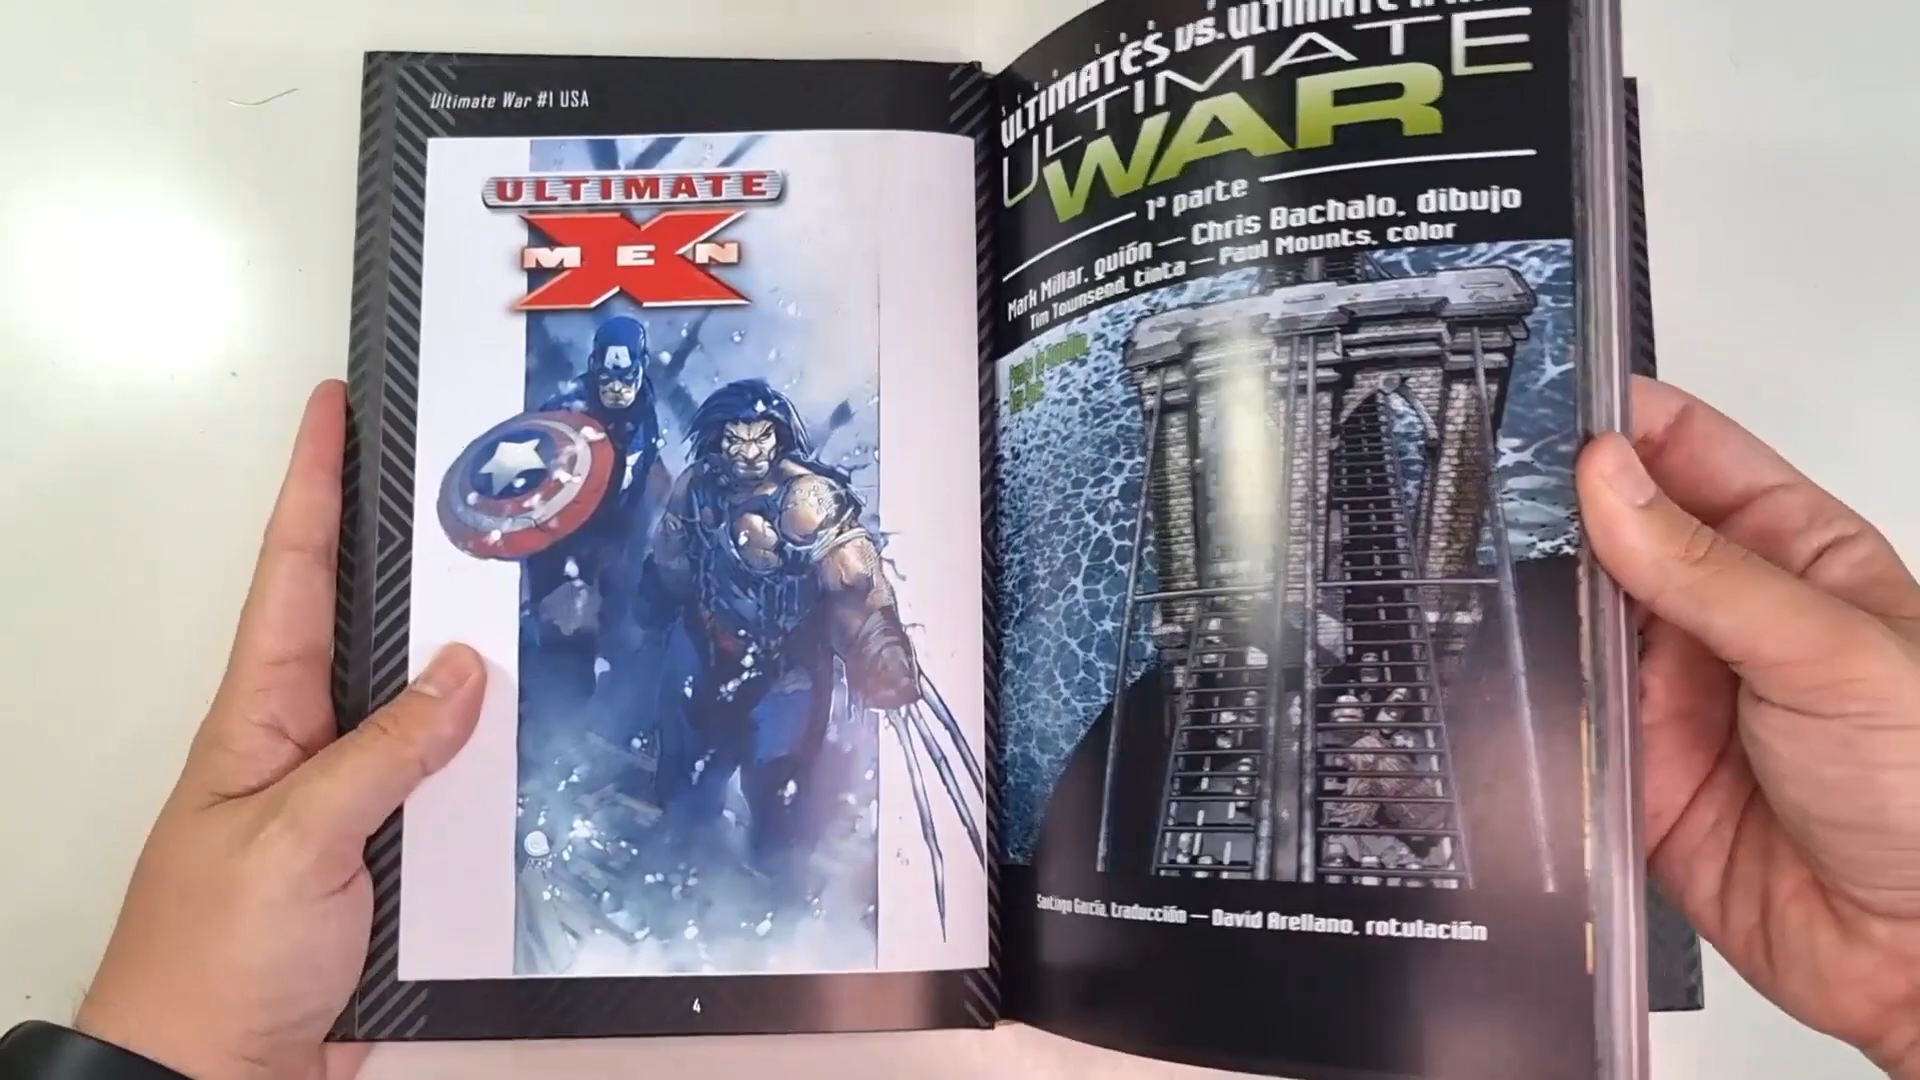 Ultimate War #1 USA
ULTIMATE
X
MEN
A
4
ULTIMATES VS. ULTIMATE
ULTIMATE
WAR
1ª parte
Mark Millar, guión — Chris Bachalo, dibujo
Tim Townsend, tinta — Paul Mounts, color
Santiago García, traducción — David Arellano, rotulación